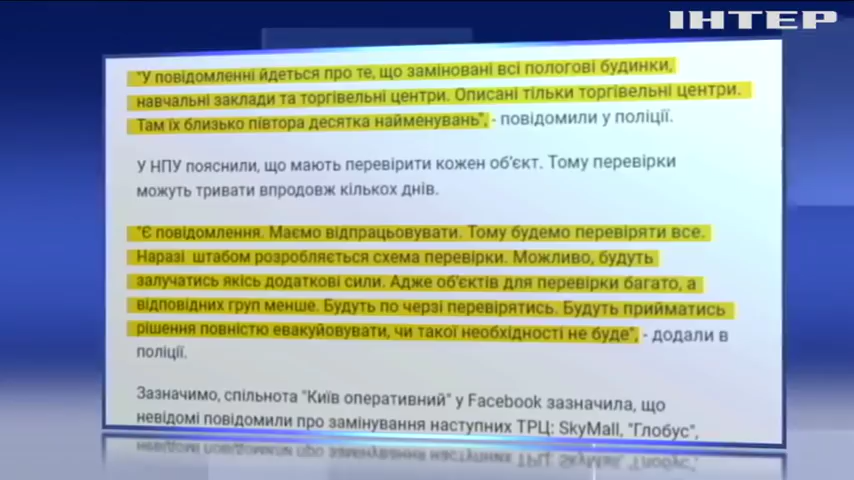 ІНТЕР
"У повідомленні йдеться про те, що заміновані всі пологові будинки,
навчальні заклади та торгівельні центри. Описані тільки торгівельні центри.
Там їх близько півтора десятка найменувань", - повідомили у поліції.
У НПУ пояснили, що мають перевірити кожен об'єкт. Тому перевірки
можуть тривати впродовж кількох днів.
"Є повідомлення. Маємо відпрацьовувати. Тому будемо перевіряти все.
Наразі штабом розробляється схема перевірки. Можливо, будуть
залучатись якісь додаткові сили. Адже об'єктів для перевірки багато, а
відповідних груп менше. Будуть по черзі перевірятись. Будуть прийматись
рішення повністю евакуйовувати, чи такої необхідності не буде", - додали в
поліції.
Зазначимо, спільнота "Київ оперативний" у Facebook зазначила, що
невідомі повідомили про замінування наступних ТРЦ: SkyMall, "Глобус",